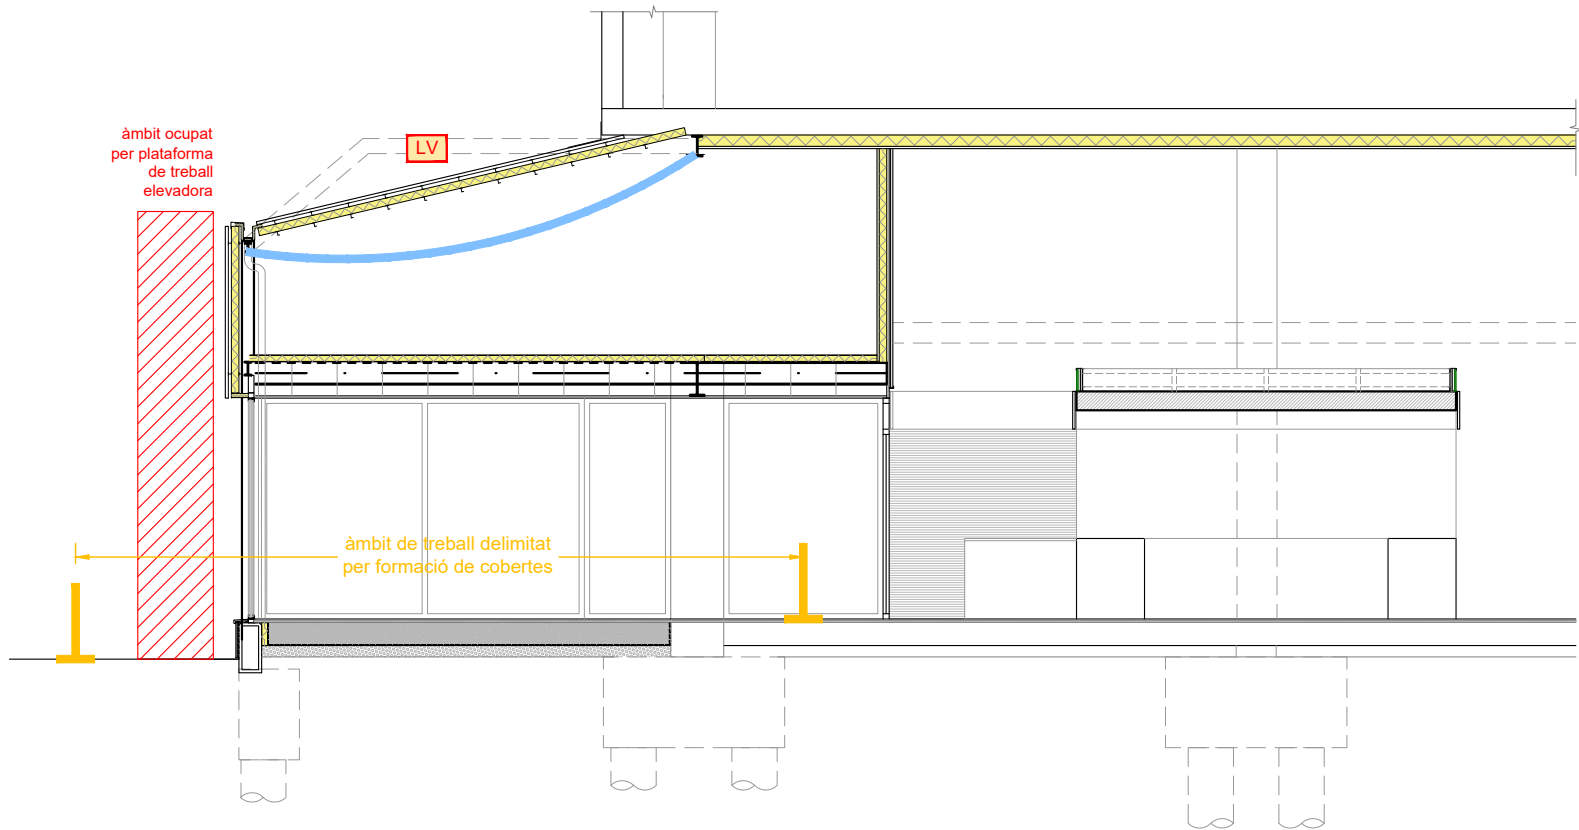 àmbit ocupat
per plataforma
de treball
elevadora
LV
àmbit de treball delimitat
per formació de cobertes